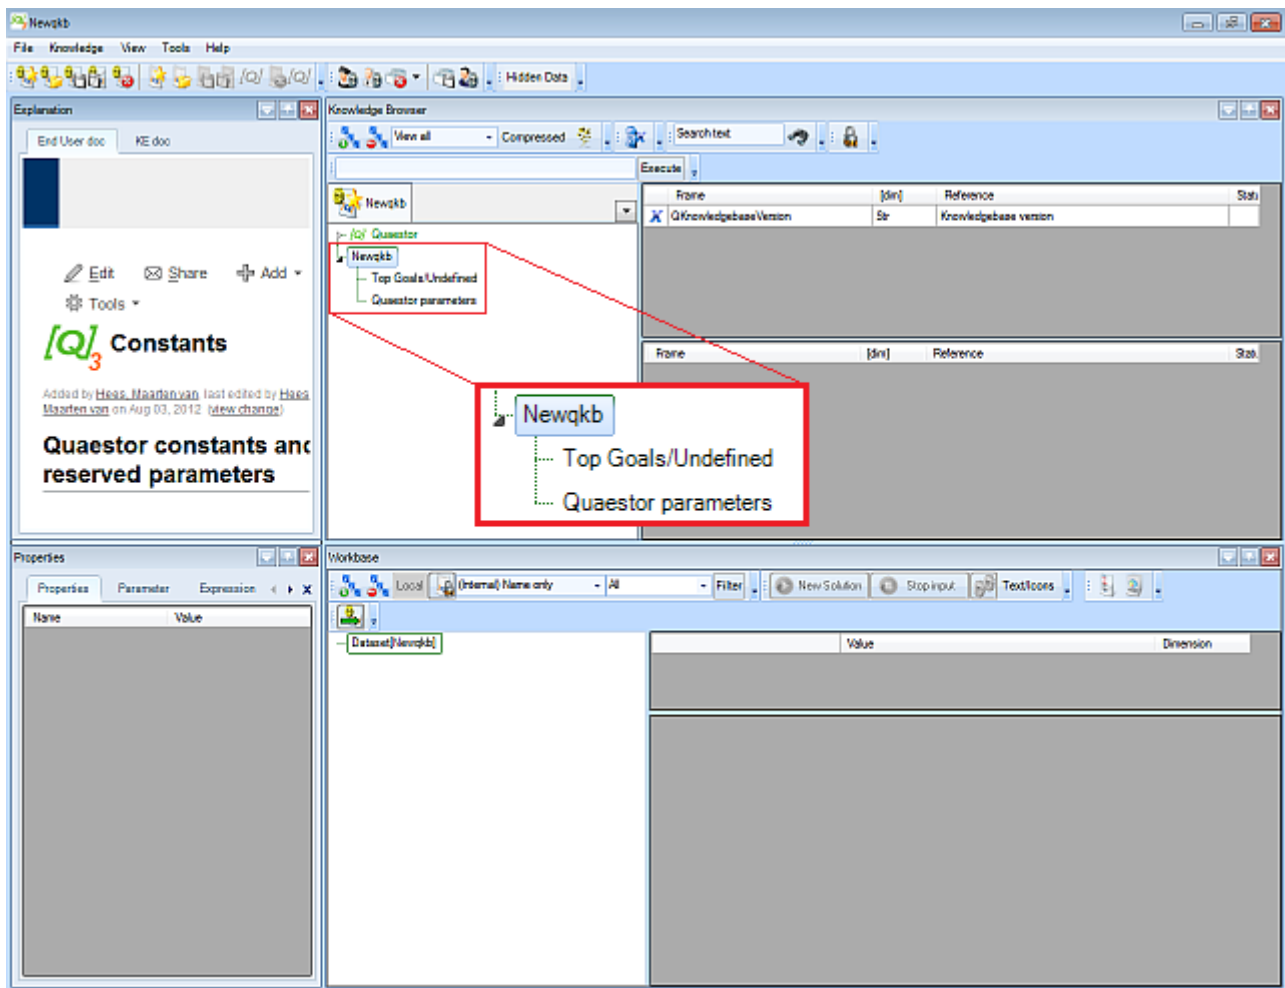 Newqkb
File Knowledge View Tools Help
[Q] [Q] Hidden Data
Explanation
End User doc KE doc
Edit Share Add
Tools
[Q]3 Constants
Added by Hees, Maarten van, last edited by Hees
Maarten van on Aug 03, 2012 (view change)
Quaestor constants and
reserved parameters
Knowledge Browser
View all Compressed Search text
Execute
Newqkb
[Q] Quaestor
Newqkb
Top Goals/Undefined
Quaestor parameters
Frame [dim] Reference Statu
QKnowledgebaseVersion Str Knowledgebase version
Frame [dim] Reference Statu
Newqkb
Top Goals/Undefined
Quaestor parameters
Properties
Properties Parameter Expression X
Name Value
Workbase
Local (Internal) Name only All Filter New Solution Stop input Text/Icons
Dataset[Newqkb]
Value Dimension